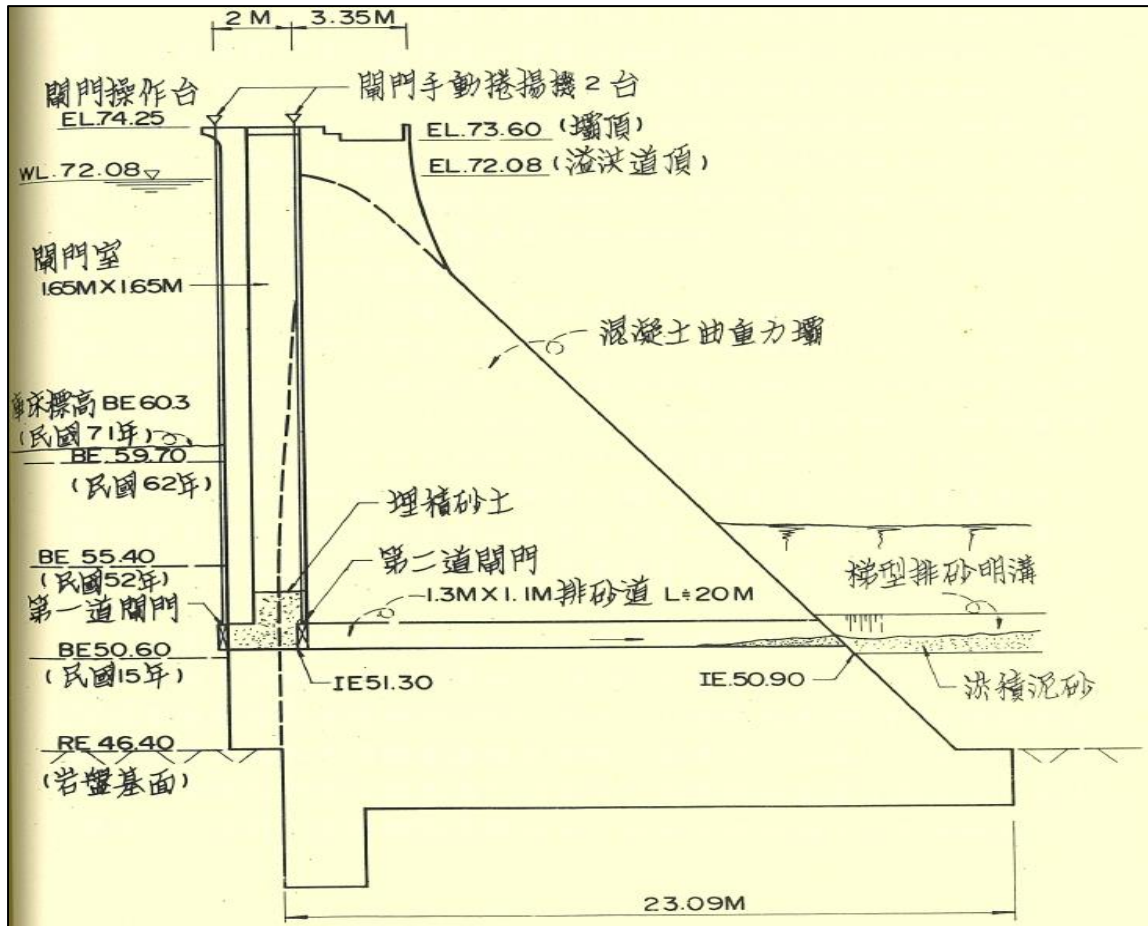 2 M
3.35M
閘門操作台
EL.74.25
閘門手動捲揚機2台
EL.73.60 (壩頂)
WL.72.08
EL.72.08 (溢洪道頂)
閘門室
1.65M×1.65M
混凝土曲重力壩
床標高 BE 60.3
(民國71年)
BE.59.70
(民國62年)
埋積砂土
BE 55.40
(民國52年)
第二道閘門
梯型排砂明溝
第一道閘門
1.3M×1.1M排砂道 L≒20M
BE50.60
(民國15年)
IE51.30
IE.50.90
淤積泥砂
RE 46.40
(岩盤基面)
23.09M